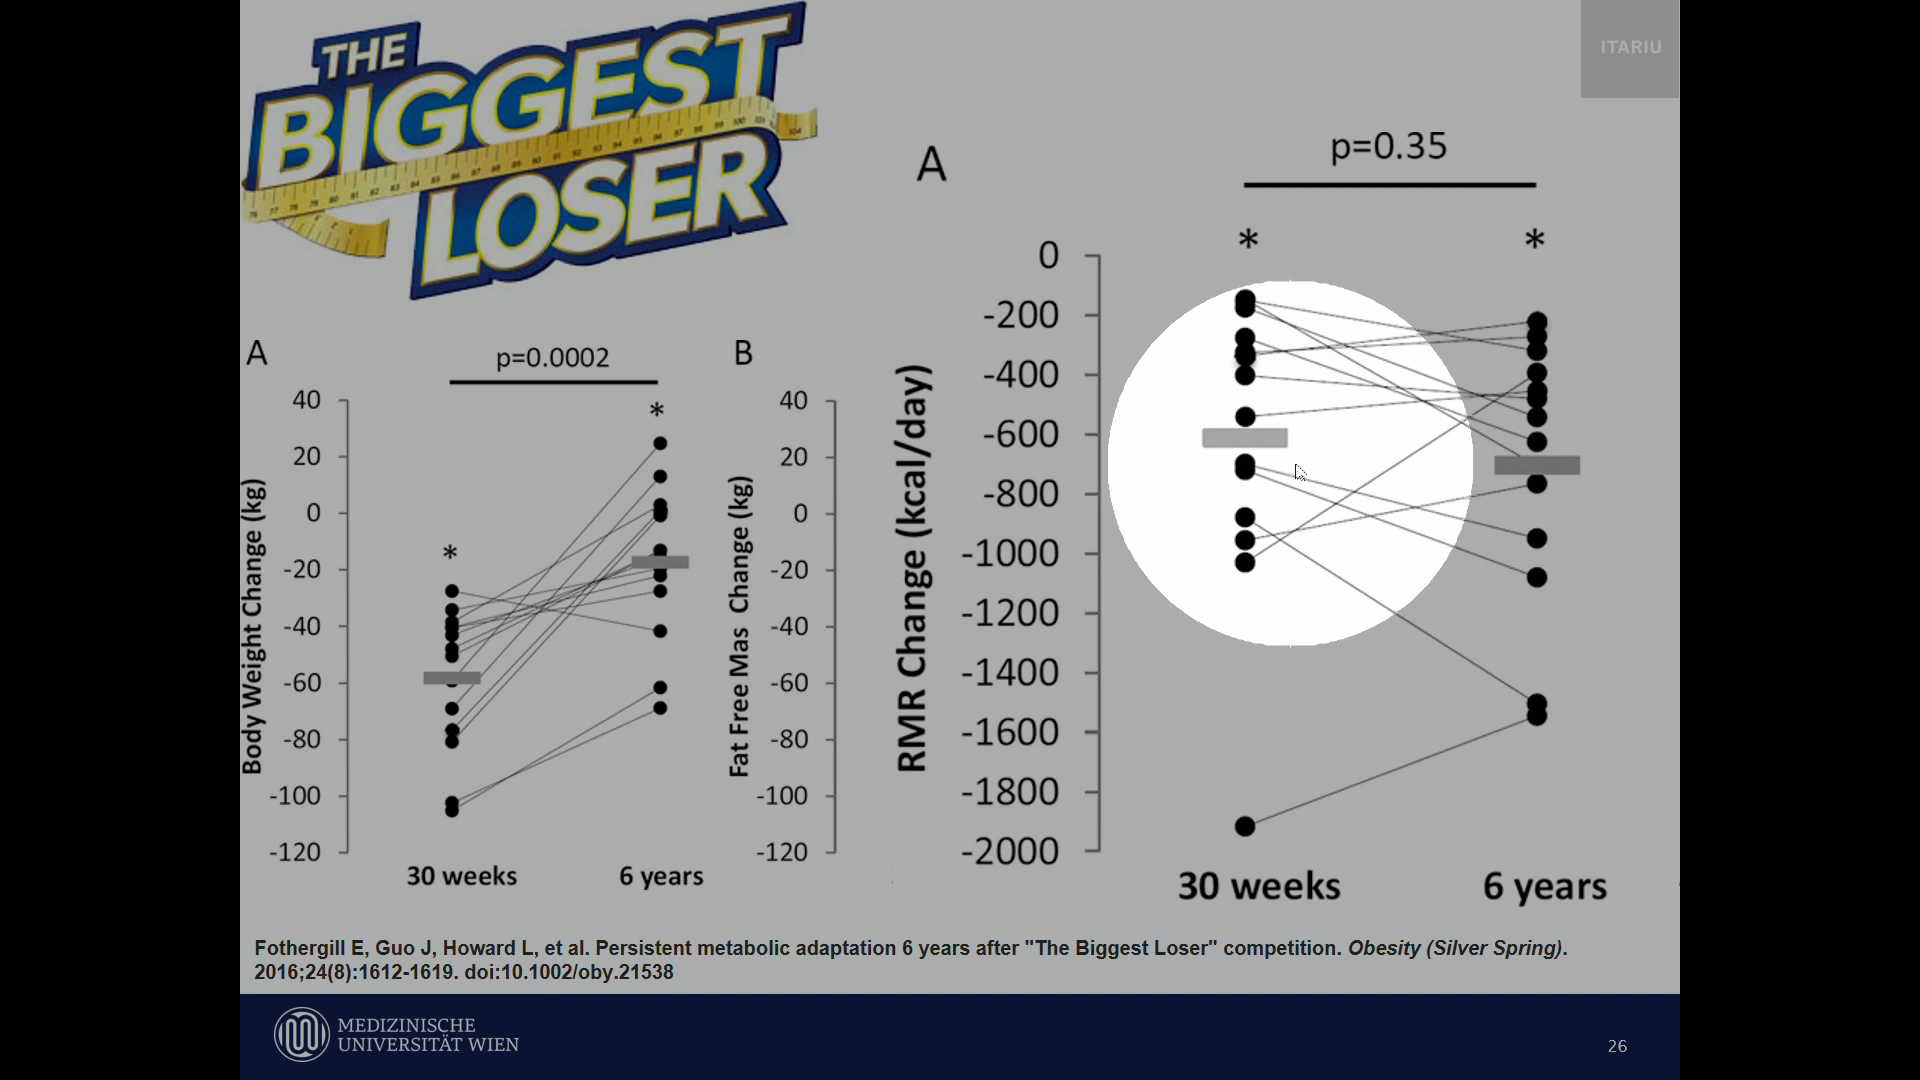 THE
BIGGEST
LOSER
ITARIU
A
p=0.0002
40
20
0
-20
-40
-60
-80
-100
-120
Body Weight Change (kg)
*
*
30 weeks
6 years
B
40
20
0
-20
-40
-60
-80
-100
-120
Fat Free Mas Change (kg)
A
p=0.35
*
*
0
-200
-400
-600
-800
-1000
-1200
-1400
-1600
-1800
-2000
RMR Change (kcal/day)
30 weeks
6 years
Fothergill E, Guo J, Howard L, et al. Persistent metabolic adaptation 6 years after "The Biggest Loser" competition. Obesity (Silver Spring).
2016;24(8):1612-1619. doi:10.1002/oby.21538
MEDIZINISCHE
UNIVERSITÄT WIEN
26